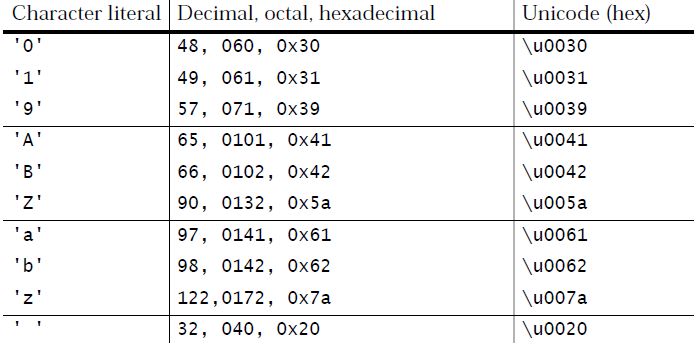 Character literal Decimal, octal, hexadecimal Unicode (hex)
'0' 48, 060, 0x30 \u0030
'1' 49, 061, 0x31 \u0031
'9' 57, 071, 0x39 \u0039
'A' 65, 0101, 0x41 \u0041
'B' 66, 0102, 0x42 \u0042
'Z' 90, 0132, 0x5a \u005a
'a' 97, 0141, 0x61 \u0061
'b' 98, 0142, 0x62 \u0062
'z' 122,0172, 0x7a \u007a
' ' 32, 040, 0x20 \u0020